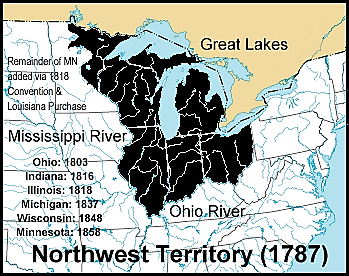 Great Lakes
Remainder of MN
added via 1818
Convention &
Louisiana Purchase
Mississippi River
Ohio: 1803
Indiana: 1816
Illinois: 1818
Michigan: 1837
Wisconsin: 1848
Minnesota: 1858
Ohio River
Northwest Territory (1787)